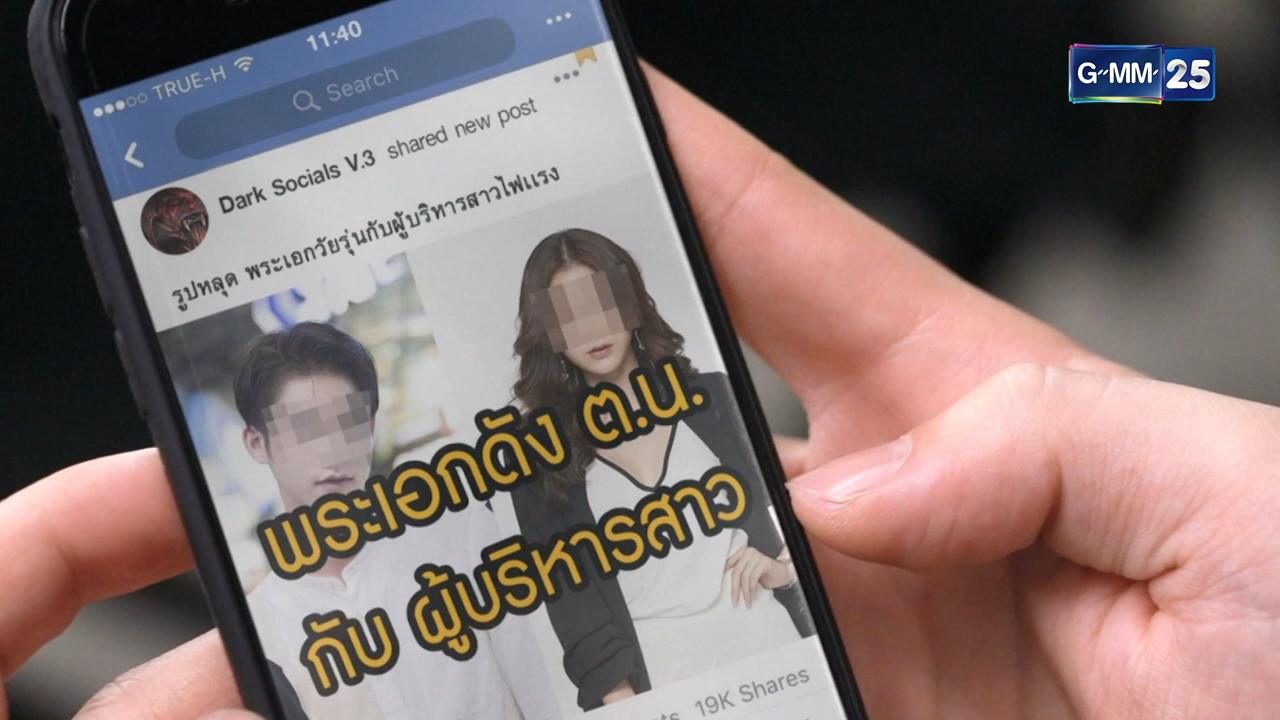 11:40
TRUE-H
Search
GMM 25
Dark Socials V.3 shared new post
รูปหลุด พระเอกวัยรุ่นกับผู้บริหารสาวไฟแรง
พระเอกดัง ต.น.
กับ ผู้บริหารสาว
19K Shares